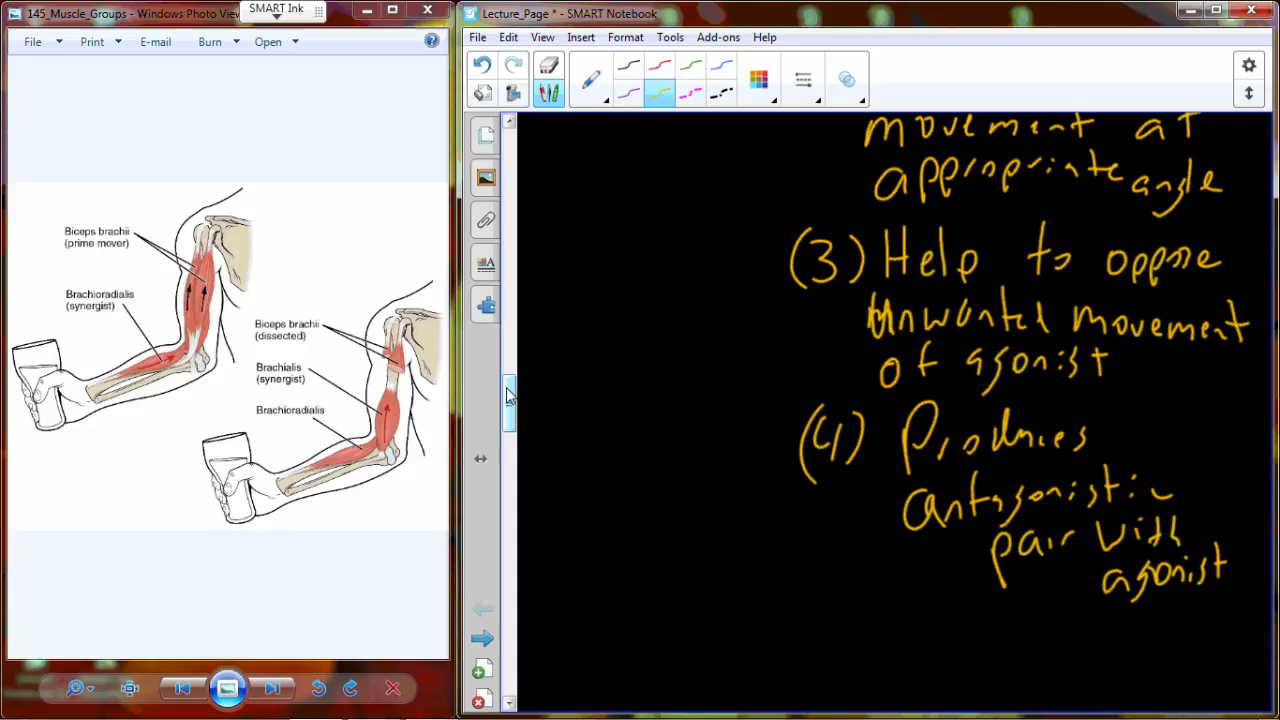 145_Muscle_Groups - Windows Photo View
SMART Ink
File Print E-mail Burn Open
Biceps brachii
(prime mover)
Brachioradialis
(synergist)
Biceps brachii
(dissected)
Brachialis
(synergist)
Brachioradialis
Lecture_Page * - SMART Notebook
File Edit View Insert Format Tools Add-ons Help
movement at
appropriate angle
(3) Help to oppose
unwanted movement
of agonist
(4) Produces
antagonistic
pair with
agonist